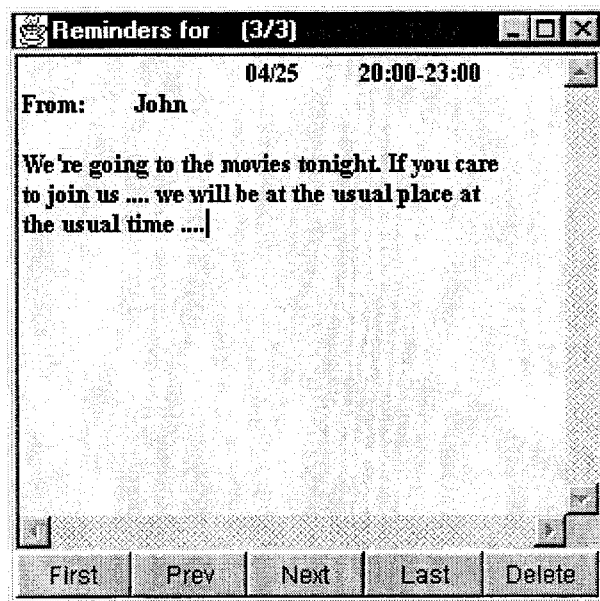 Reminders for (3/3)
04/25 20:00-23:00
From: John
We're going to the movies tonight. If you care
to join us .... we will be at the usual place at
the usual time ....
First Prev Next Last Delete